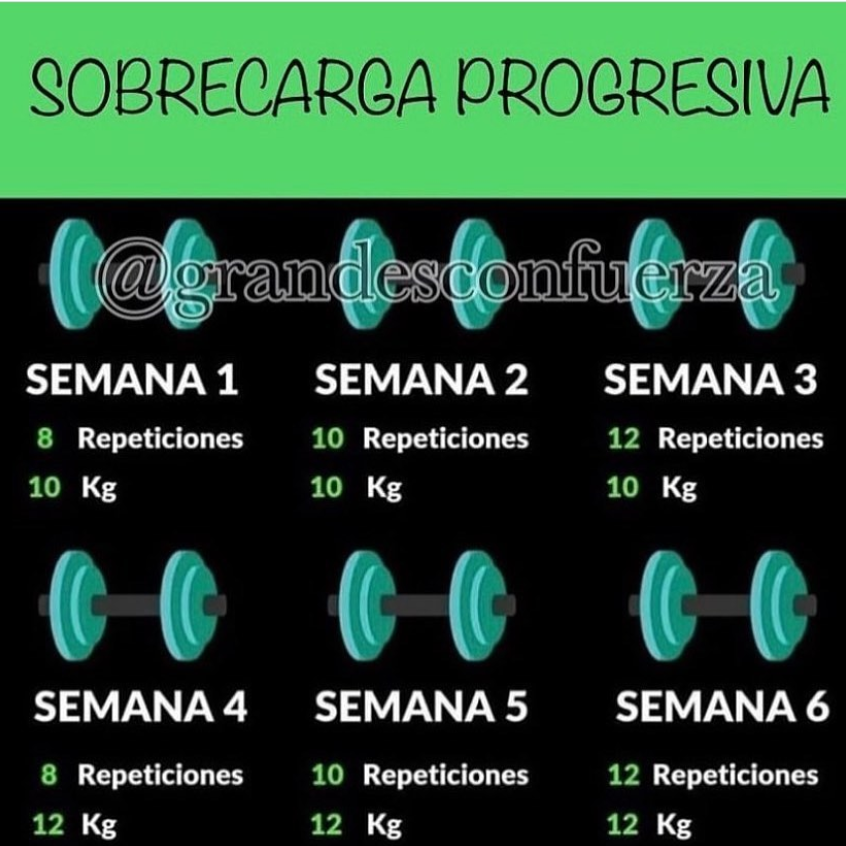 SOBRECARGA PROGRESIVA
@grandesconfuerza
SEMANA 1
8 Repeticiones
10 Kg
SEMANA 2
10 Repeticiones
10 Kg
SEMANA 3
12 Repeticiones
10 Kg
SEMANA 4
8 Repeticiones
12 Kg
SEMANA 5
10 Repeticiones
12 Kg
SEMANA 6
12 Repeticiones
12 Kg